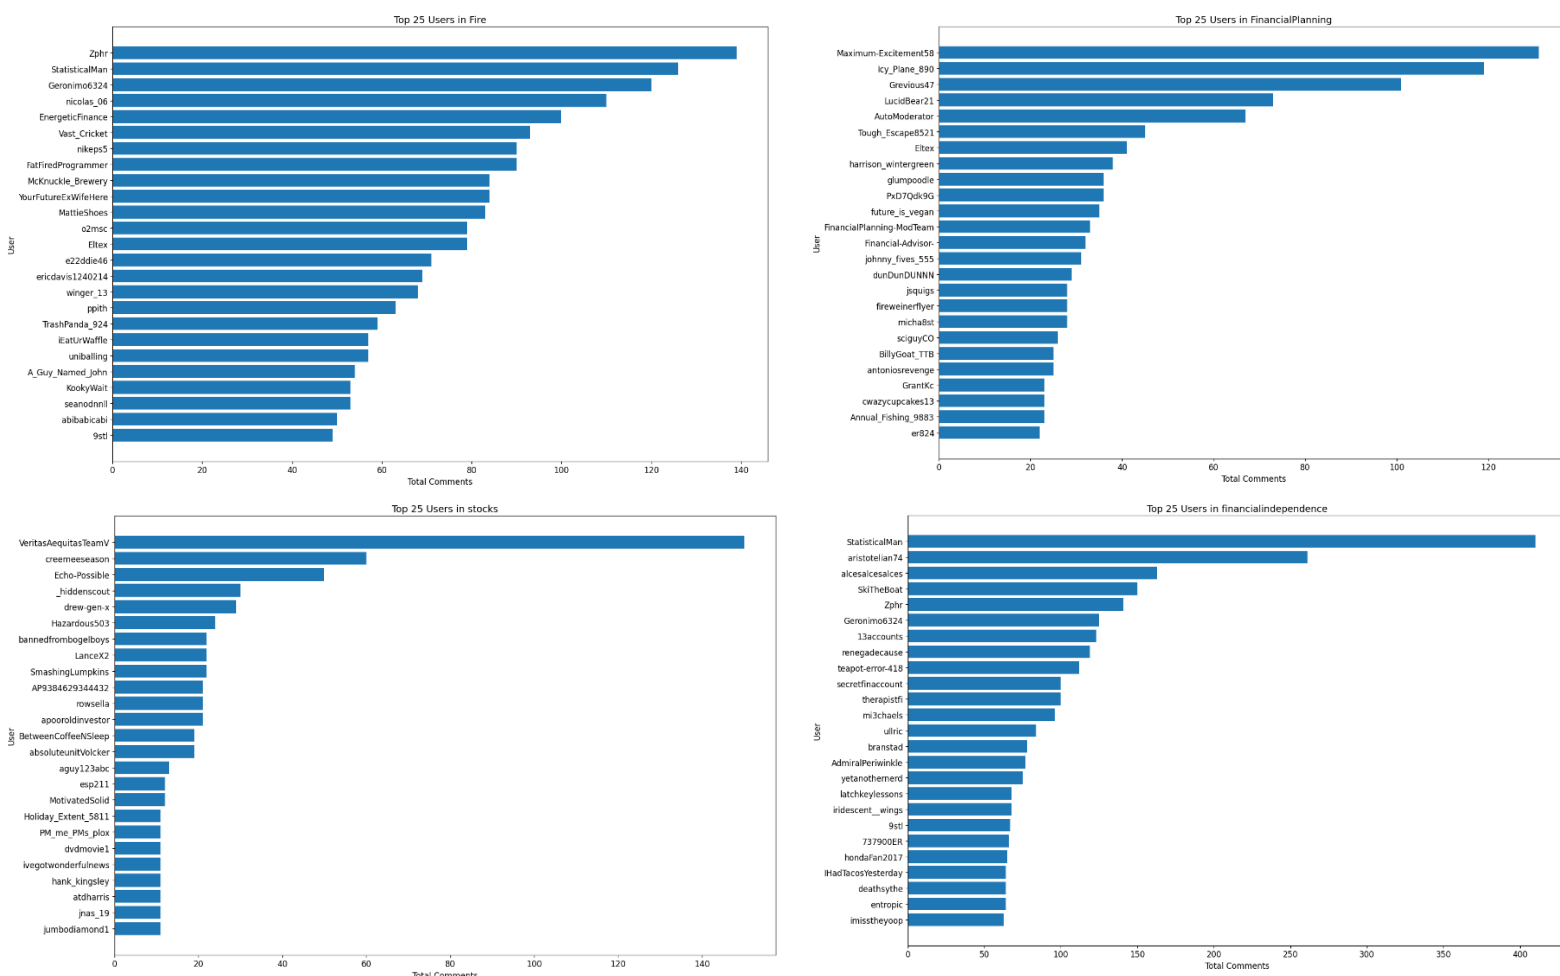 Top 25 Users in Fire
User
Zphr
StatisticalMan
Geronimo6324
nicolas_06
EnergeticFinance
Vast_Cricket
nikeps5
FatFiredProgrammer
McKnuckle_Brewery
YourFutureExWifeHere
MattieShoes
o2msc
Eltex
e22ddie46
ericdavis1240214
winger_13
ppith
TrashPanda_924
iEatUrWaffle
uniballing
A_Guy_Named_John
KookyWait
seanodnnll
abibabicabi
9stl
0 20 40 60 80 100 120 140
Total Comments
Top 25 Users in FinancialPlanning
User
Maximum-Excitement58
Icy_Plane_890
Grevious47
LucidBear21
AutoModerator
Tough_Escape8521
Eltex
harrison_wintergreen
glumpoodle
PxD7Qdk9G
future_is_vegan
FinancialPlanning-ModTeam
Financial-Advisor-
johnny_fives_555
dunDunDUNNN
jsquigs
fireweinerflyer
micha8st
sciguyCO
BillyGoat_TTB
antoniosrevenge
GrantKc
cwazycupcakes13
Annual_Fishing_9883
er824
0 20 40 60 80 100 120
Total Comments
Top 25 Users in stocks
User
VeritasAequitasTeamV
creemeeseason
Echo-Possible
_hiddenscout
drew-gen-x
Hazardous503
bannedfrombogelboys
LanceX2
SmashingLumpkins
AP9384629344432
rowsella
apooroldinvestor
BetweenCoffeeNSleep
absoluteunitVolcker
aguy123abc
esp211
MotivatedSolid
Holiday_Extent_5811
PM_me_PMs_plox
dvdmovie1
ivegotwonderfulnews
hank_kingsley
atdharris
jnas_19
jumbodiamond1
0 20 40 60 80 100 120 140
Total Comments
Top 25 Users in financialindependence
User
StatisticalMan
aristotelian74
alcesalcesalces
SkiTheBoat
Zphr
Geronimo6324
13accounts
renegadecause
teapot-error-418
secretfinaccount
therapistfi
mi3chaels
ullric
branstad
AdmiralPeriwinkle
yetanothernerd
latchkeylessons
iridescent__wings
9stl
737900ER
hondaFan2017
IHadTacosYesterday
deathsythe
entropic
imisstheyoop
0 50 100 150 200 250 300 350 400
Total Comments